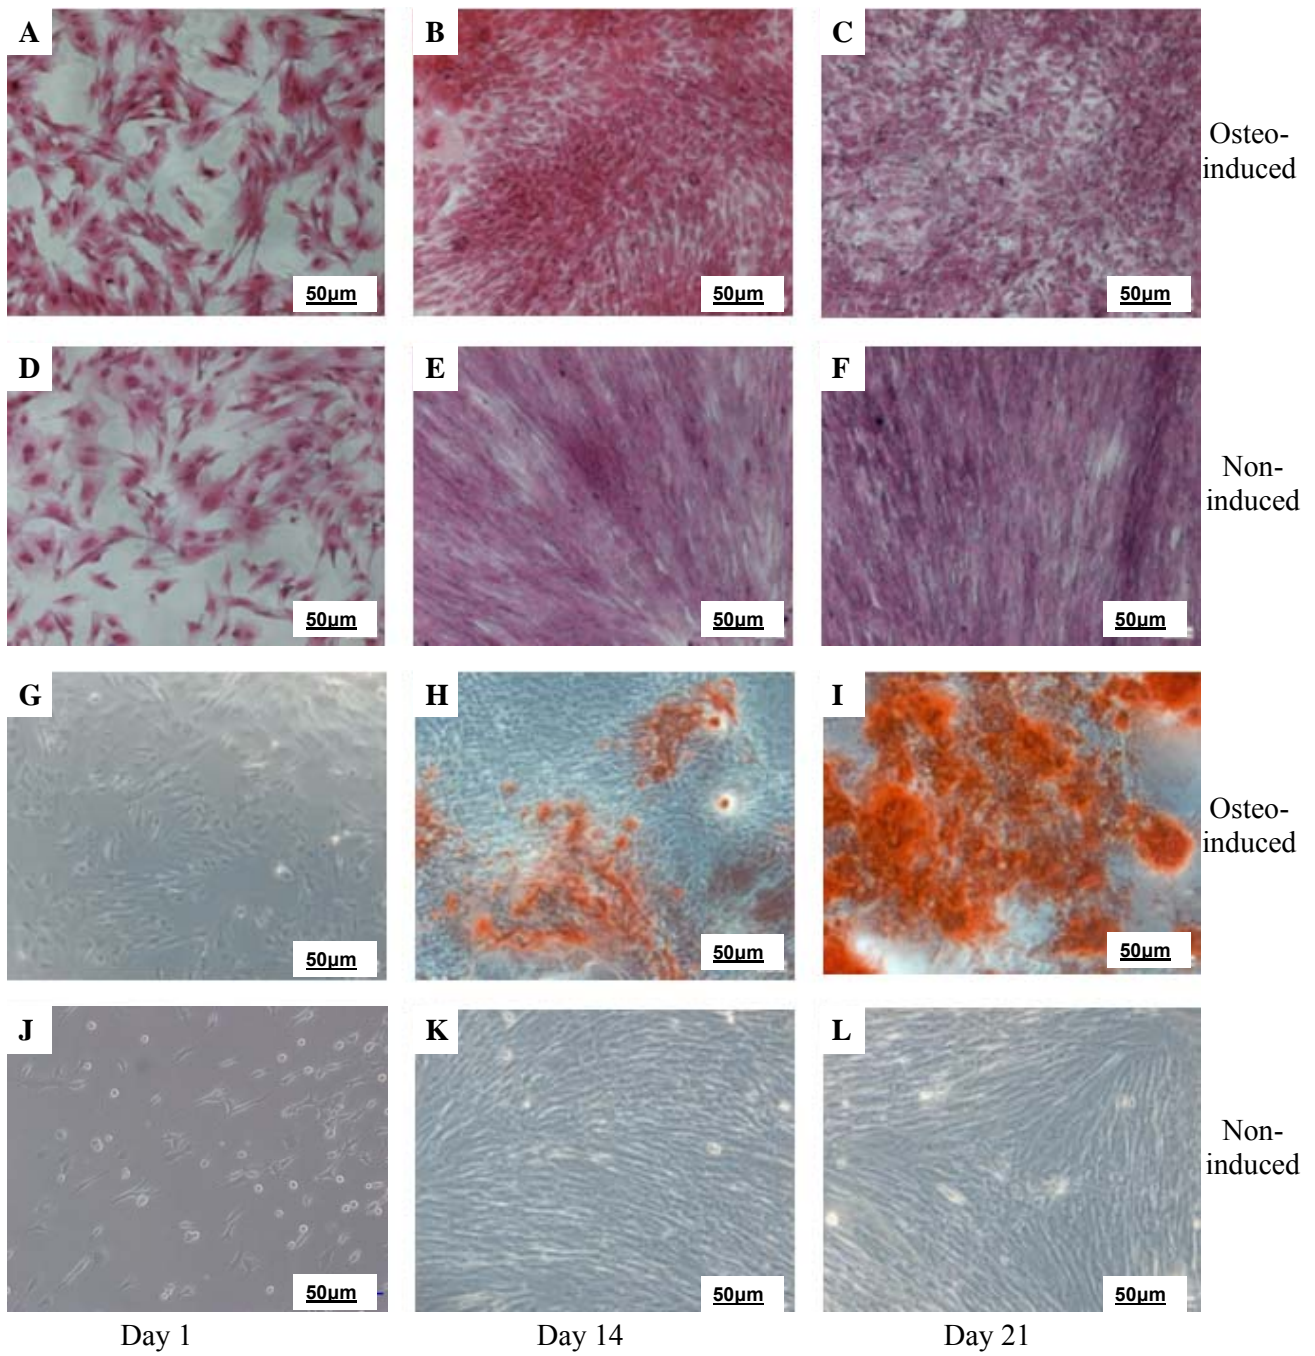 A
B
C
Osteo-
induced
50µm
50µm
50µm
D
E
F
Non-
induced
50µm
50µm
50µm
G
H
I
Osteo-
induced
50µm
50µm
50µm
J
K
L
Non-
induced
50µm
50µm
50µm
Day 1
Day 14
Day 21